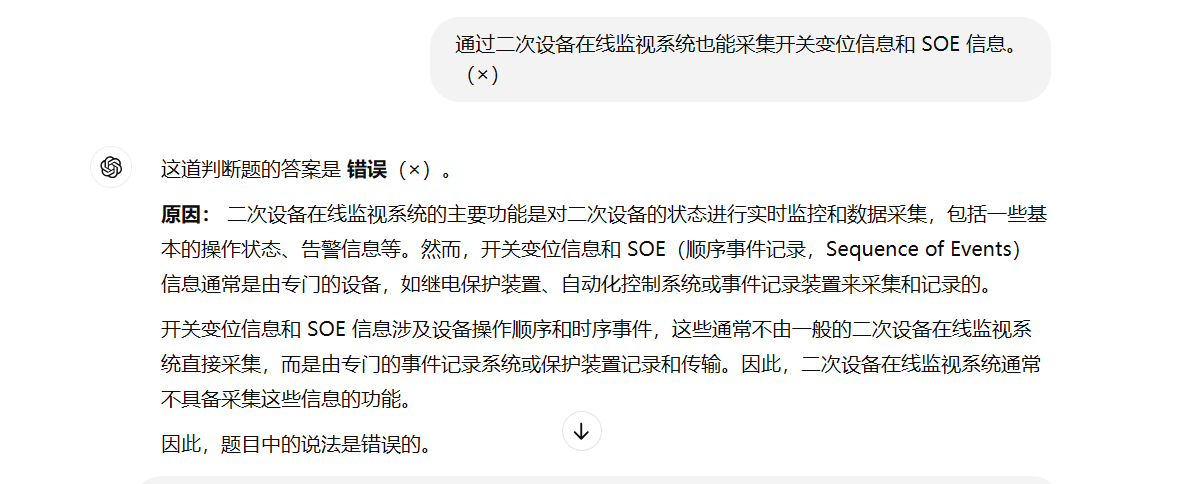 通过二次设备在线监视系统也能采集开关变位信息和 SOE 信息。
（×）
这道判断题的答案是 错误（×）。
原因： 二次设备在线监视系统的主要功能是对二次设备的状态进行实时监控和数据采集，包括一些基
本的操作状态、告警信息等。然而，开关变位信息和 SOE（顺序事件记录，Sequence of Events）
信息通常是由专门的设备，如继电保护装置、自动化控制系统或事件记录装置来采集和记录的。
开关变位信息和 SOE 信息涉及设备操作顺序和时序事件，这些通常不由一般的二次设备在线监视系
统直接采集，而是由专门的事件记录系统或保护装置记录和传输。因此，二次设备在线监视系统通常
不具备采集这些信息的功能。
因此，题目中的说法是错误的。